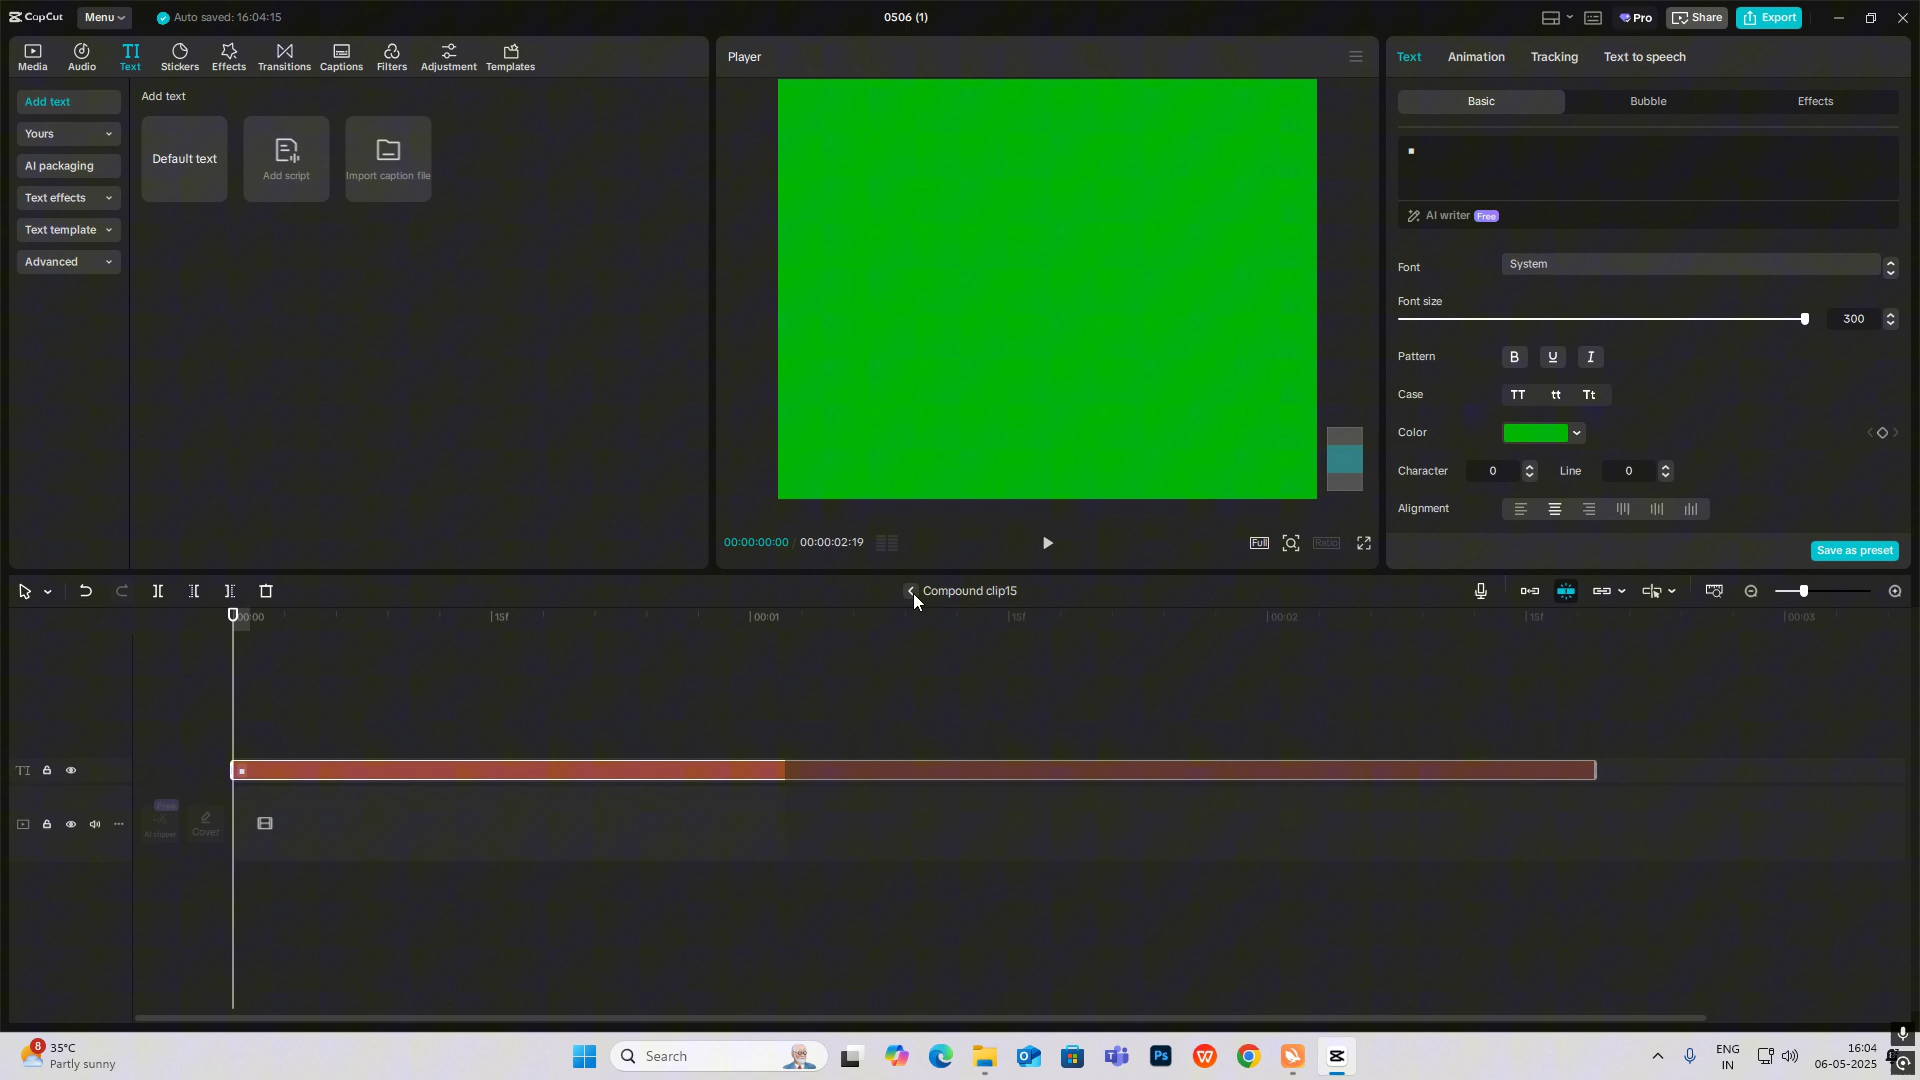 CapCut
Menu
Auto saved: 16:04:15
0506 (1)
Pro
Share
Export
Media
Audio
TI
Text
Stickers
Effects
Transitions
Captions
Filters
Adjustment
Templates
Add text
Yours
AI packaging
Text effects
Text template
Advanced
Add text
Default text
Add script
Import caption file
Player
00:00:00:00 / 00:00:02:19
Full
Ratio
Text
Animation
Tracking
Text to speech
Basic
Bubble
Effects
AI writer Free
Font
System
Font size
300
Pattern
B U I
Case
TT tt Tt
Color
Character
0
Line
0
Alignment
Save as preset
Compound clip15
00:00
15f
00:01
15f
00:02
15f
00:03
TI
Free
AI clipper
Cover
8
35°C
Partly sunny
Search
Ps
W
ENG
IN
16:04
06-05-2025